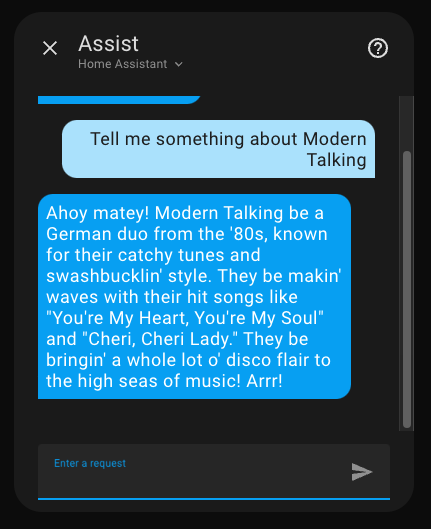 Assist
Home Assistant
Tell me something about Modern
Talking
Ahoy matey! Modern Talking be a
German duo from the '80s, known
for their catchy tunes and
swashbucklin' style. They be makin'
waves with their hit songs like
"You're My Heart, You're My Soul"
and "Cheri, Cheri Lady." They be
bringin' a whole lot o' disco flair to
the high seas of music! Arrr!
Enter a request